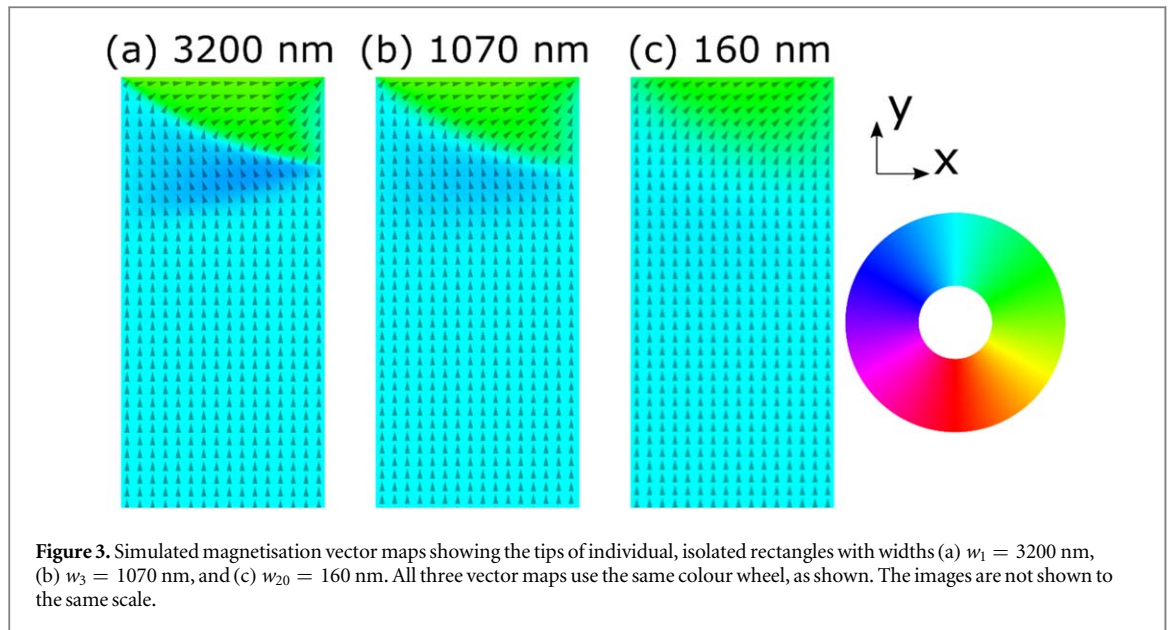 (a) 3200 nm (b) 1070 nm (c) 160 nm
y
x
Figure 3. Simulated magnetisation vector maps showing the tips of individual, isolated rectangles with widths (a) w₁ = 3200 nm,
(b) w₃ = 1070 nm, and (c) w₂₀ = 160 nm. All three vector maps use the same colour wheel, as shown. The images are not shown to
the same scale.